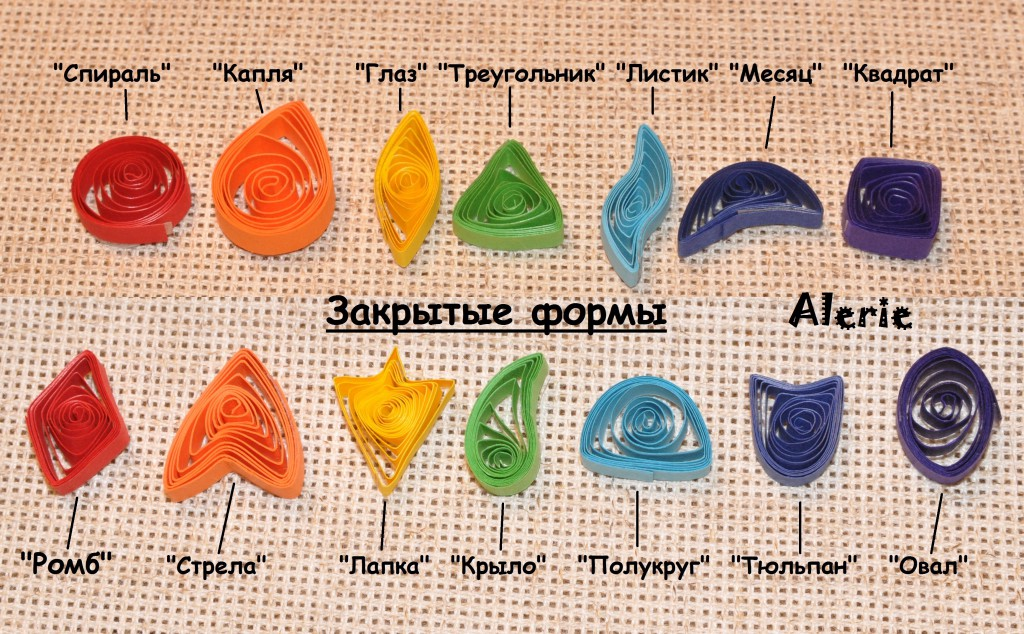 "Спираль" "Капля" "Глаз" "Треугольник" "Листик" "Месяц" "Квадрат"
Закрытые формы Alerie
"Ромб" "Стрела" "Лапка" "Крыло" "Полукруг" "Тюльпан" "Овал"